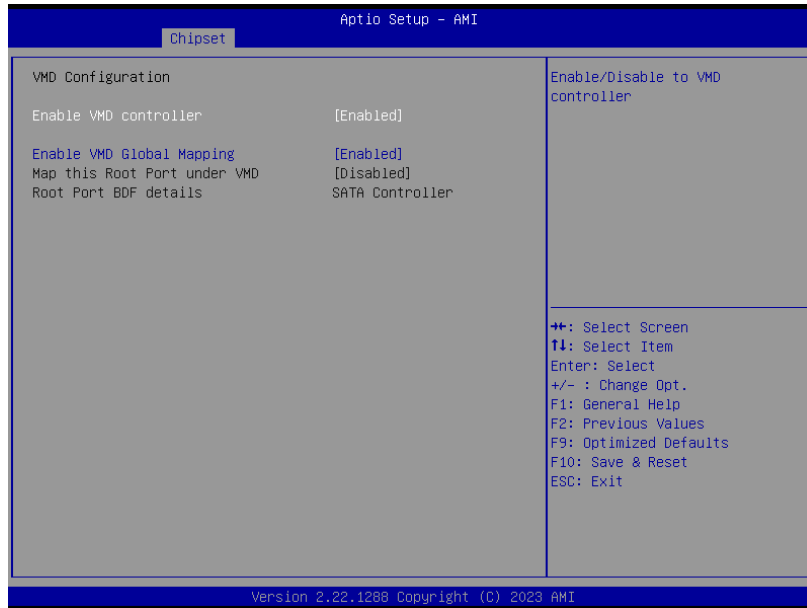 Aptio Setup - AMI
Chipset
VMD Configuration
Enable VMD controller [Enabled]
Enable VMD Global Mapping [Enabled]
Map this Root Port under VMD [Disabled]
Root Port BDF details SATA Controller
Enable/Disable to VMD
controller
→←: Select Screen
↑↓: Select Item
Enter: Select
+/- : Change Opt.
F1: General Help
F2: Previous Values
F9: Optimized Defaults
F10: Save & Reset
ESC: Exit
Version 2.22.1288 Copyright (C) 2023 AMI